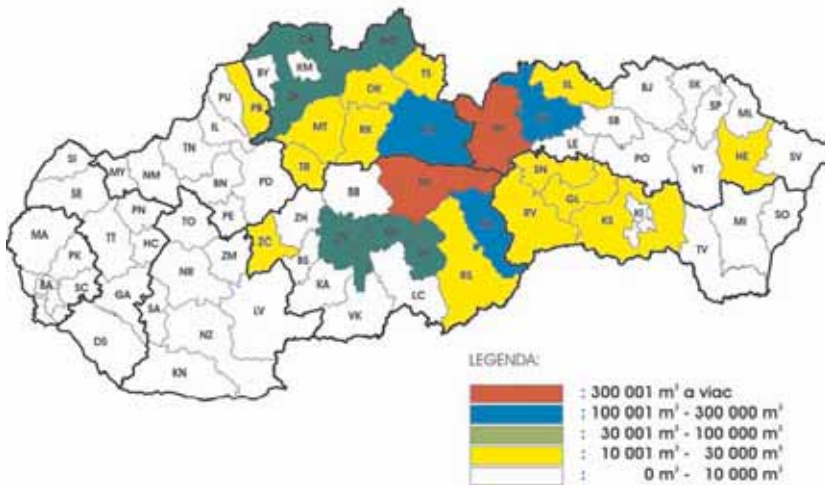 CA
BY
KM
TS
DK
PU
PB
SL
BJ
SK
SP
ML
IL
MT
RK
TN
LE
SB
PO
HE
SV
SI
MY
NM
BN
PD
TR
BB
SN
VT
SE
PE
GL
RV
KS
KI
SO
MI
TV
MA
PN
TO
ZH
TT
HC
ZC
BS
PK
NR
ZM
RS
BA
SC
GA
KA
LC
SA
LV
VK
DS
NZ
KN
LEGENDA:
: 300 001 m³ a viac
: 100 001 m³ - 300 000 m³
: 30 001 m³ - 100 000 m³
: 10 001 m³ - 30 000 m³
: 0 m³ - 10 000 m³